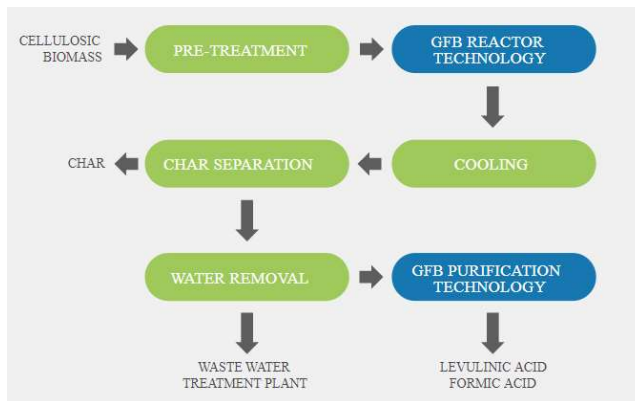 CELLULOSIC
BIOMASS
PRE-TREATMENT
GFB REACTOR
TECHNOLOGY
CHAR
CHAR SEPARATION
COOLING
WATER REMOVAL
GFB PURIFICATION
TECHNOLOGY
WASTE WATER
TREATMENT PLANT
LEVULINIC ACID
FORMIC ACID